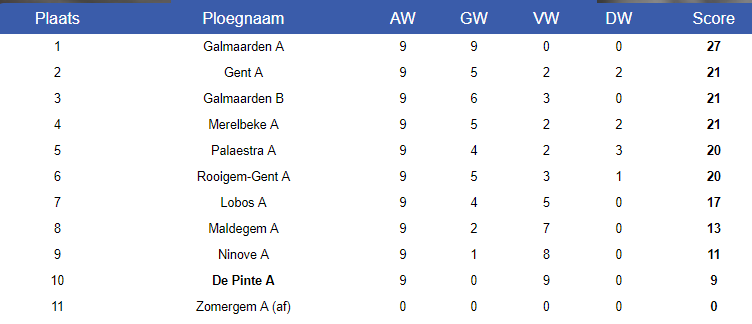 Plaats Ploegnaam AW GW VW DW Score
1 Galmaarden A 9 9 0 0 27
2 Gent A 9 5 2 2 21
3 Galmaarden B 9 6 3 0 21
4 Merelbeke A 9 5 2 2 21
5 Palaestra A 9 4 2 3 20
6 Rooigem-Gent A 9 5 3 1 20
7 Lobos A 9 4 5 0 17
8 Maldegem A 9 2 7 0 13
9 Ninove A 9 1 8 0 11
10 De Pinte A 9 0 9 0 9
11 Zomergem A (af) 0 0 0 0 0